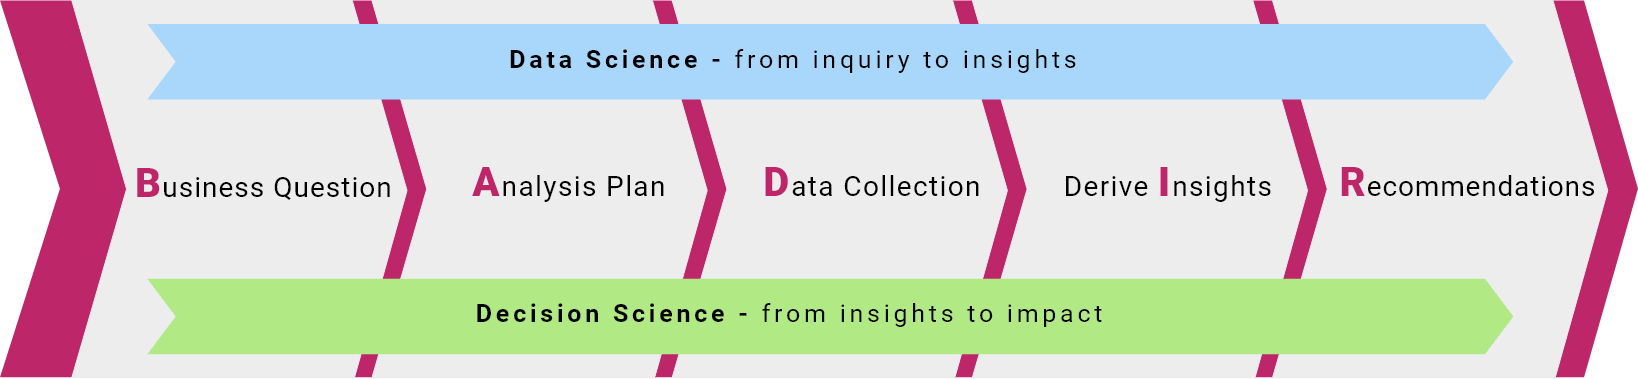 Data Science - from inquiry to insights
Business Question
Analysis Plan
Data Collection
Derive Insights
Recommendations
Decision Science - from insights to impact